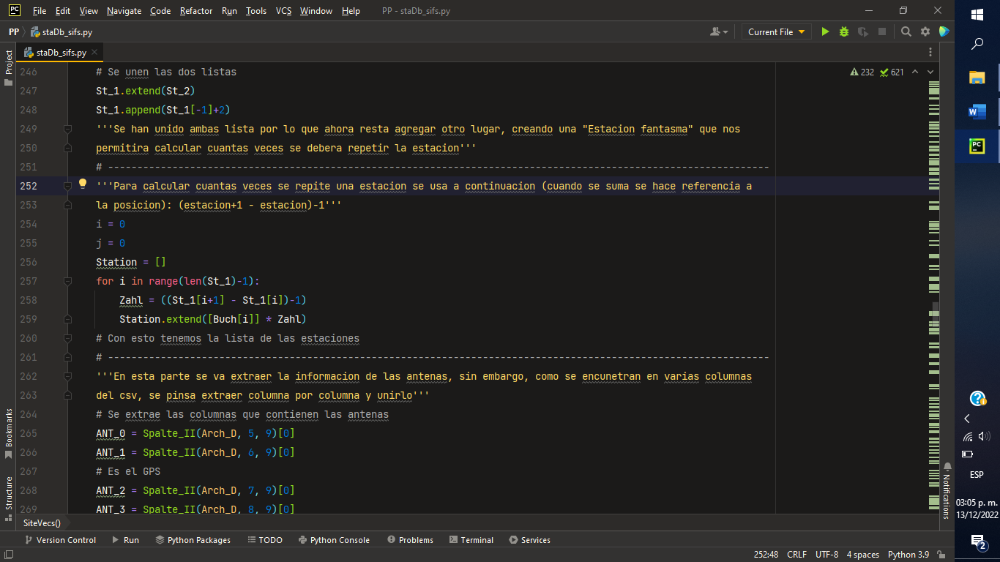 PC File Edit View Navigate Code Refactor Run Tools VCS Window Help PP - staDb_sifs.py
PP staDb_sifs.py Current File
staDb_sifs.py
Project
232 621
246 # Se unen las dos listas
247 St_1.extend(St_2)
248 St_1.append(St_1[-1]+2)
249 '''Se han unido ambas lista por lo que ahora resta agregar otro lugar, creando una "Estacion fantasma" que nos
250 permitira calcular cuantas veces se debera repetir la estacion'''
251 # -----------------------------------------------------------------------------------------------------------------
252 '''Para calcular cuantas veces se repite una estacion se usa a continuacion (cuando se suma se hace referencia a
253 la posicion): (estacion+1 - estacion)-1'''
254 i = 0
255 j = 0
256 Station = []
257 for i in range(len(St_1)-1):
258 Zahl = ((St_1[i+1] - St_1[i])-1)
259 Station.extend([Buch[i]] * Zahl)
260 # Con esto tenemos la lista de las estaciones
261 # -----------------------------------------------------------------------------------------------------------------
262 '''En esta parte se va extraer la informacion de las antenas, sin embargo, como se encunetran en varias columnas
263 del csv, se pinsa extraer columna por columna y unirlo'''
264 # Se extrae las columnas que contienen las antenas
265 ANT_0 = Spalte_II(Arch_D, 5, 9)[0]
266 ANT_1 = Spalte_II(Arch_D, 6, 9)[0]
267 # Es el GPS
268 ANT_2 = Spalte_II(Arch_D, 7, 9)[0]
269 ANT_3 = Spalte_II(Arch_D, 8, 9)[0]
Bookmarks
Structure
Notifications
SiteVecs()
Version Control Run Python Packages TODO Python Console Problems Terminal Services
252:48 CRLF UTF-8 4 spaces Python 3.9
W
PC
ESP
03:05 p. m.
13/12/2022
2